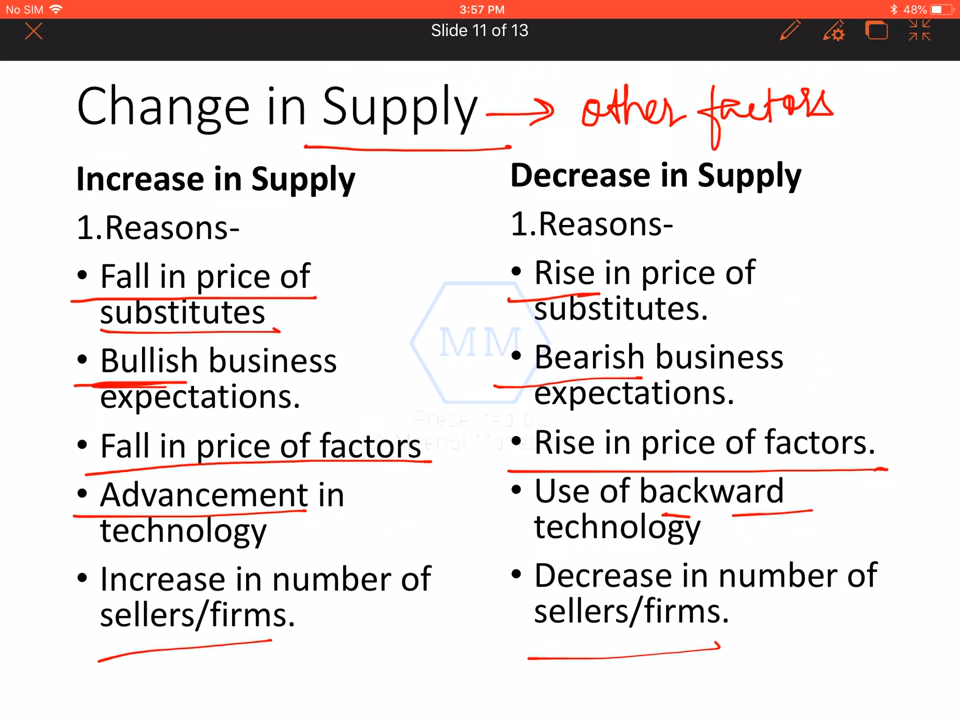 No SIM
3:57 PM
48%
Slide 11 of 13
Change in Supply → other factors
Increase in Supply
1.Reasons-
• Fall in price of
substitutes
• Bullish business
expectations.
• Fall in price of factors
• Advancement in
technology
• Increase in number of
sellers/firms.
Decrease in Supply
1.Reasons-
• Rise in price of
substitutes.
• Bearish business
expectations.
• Rise in price of factors.
• Use of backward
technology
• Decrease in number of
sellers/firms.
MM
Presented by